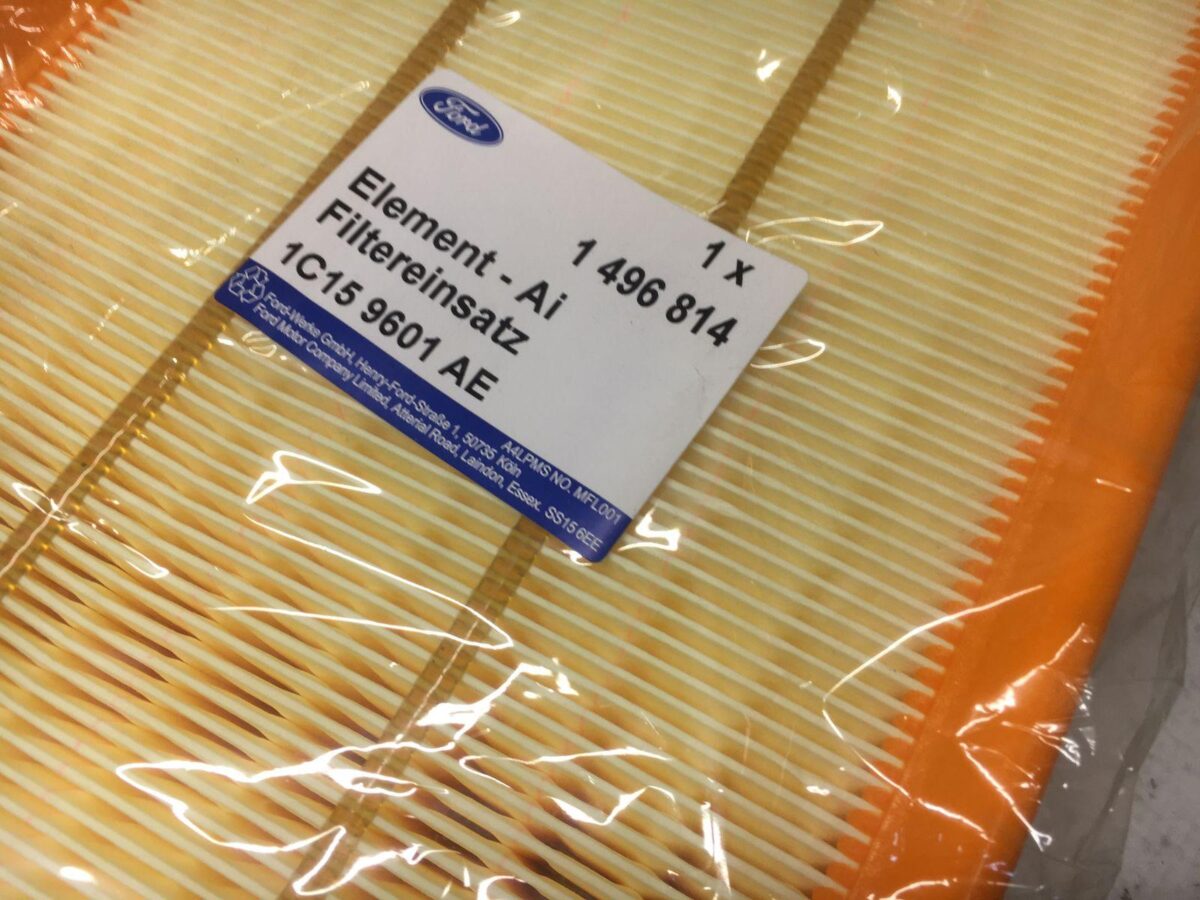 Ford
1 x
1 496 814
Element - Ai
Filtereinsatz
1C15 9601 AE
A4LPMS NO. MFL001
Ford-Werke GmbH, Henry-Ford-Straße 1, 50735 Köln
Ford Motor Company Limited, Atterial Road, Laindon, Essex. SS15 6EE